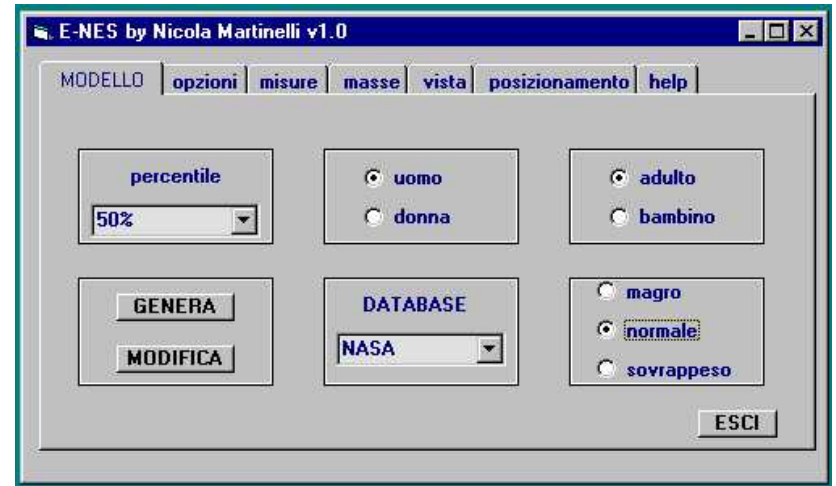 E-NES by Nicola Martinelli v1.0
MODELLO opzioni misure masse vista posizionamento help
percentile
50%
uomo
donna
adulto
bambino
GENERA
MODIFICA
DATABASE
NASA
magro
normale
sovrappeso
ESCI